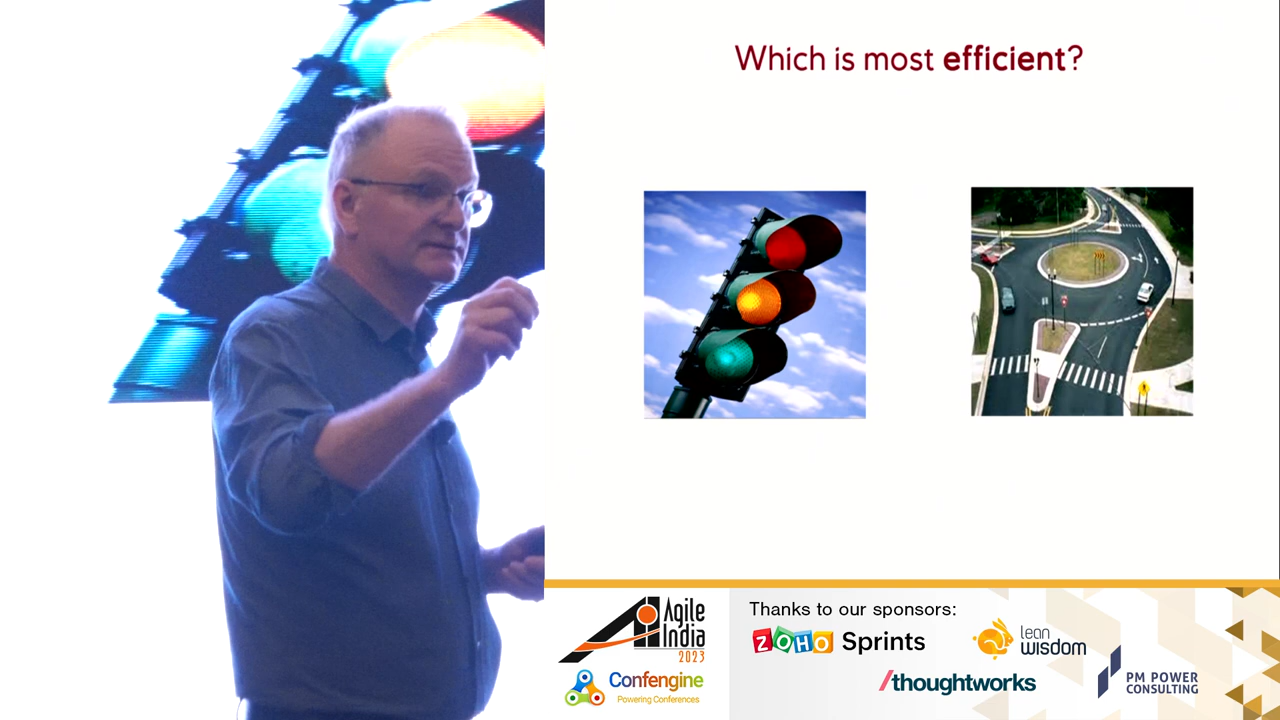 Which is most efficient?
Agile
India
2023
Confengine
Powering Conferences
Thanks to our sponsors:
ZOHO Sprints
lean
wisdom
/thoughtworks
PM POWER
CONSULTING